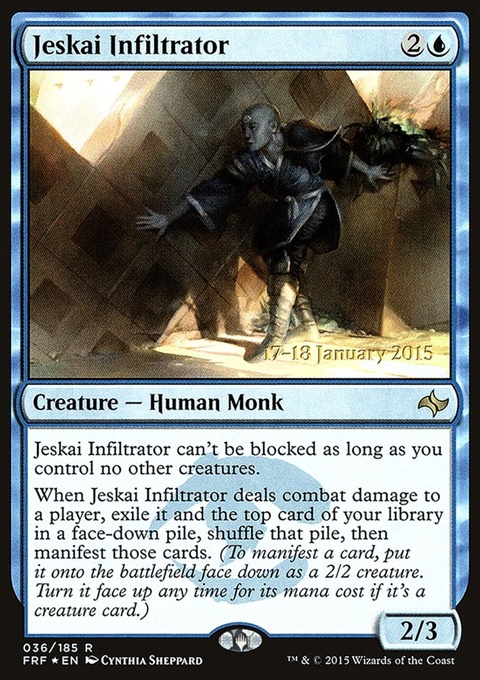 Jeskai Infiltrator 2
17-18 January 2015
Creature — Human Monk
Jeskai Infiltrator can't be blocked as long as you
control no other creatures.
When Jeskai Infiltrator deals combat damage to
a player, exile it and the top card of your library
in a face-down pile, shuffle that pile, then
manifest those cards. (To manifest a card, put
it onto the battlefield face down as a 2/2 creature.
Turn it face up any time for its mana cost if it's a
creature card.)
2/3
036/185 R
FRF ★ EN Cynthia Sheppard
™ & © 2015 Wizards of the Coast